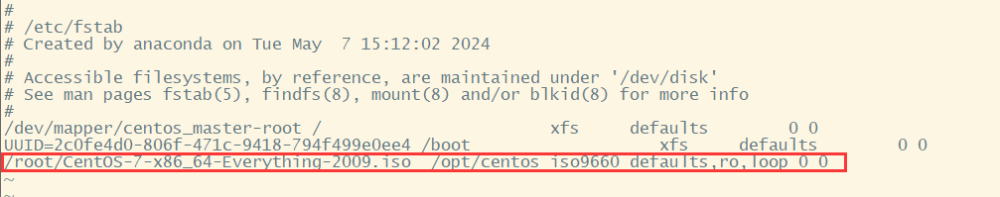 #
# /etc/fstab
# Created by anaconda on Tue May  7 15:12:02 2024
#
# Accessible filesystems, by reference, are maintained under '/dev/disk'
# See man pages fstab(5), findfs(8), mount(8) and/or blkid(8) for more info
#
/dev/mapper/centos_master-root /                       xfs     defaults        0 0
UUID=2c0fe4d0-806f-471c-9418-794f499e0ee4 /boot                   xfs     defaults        0 0
/root/CentOS-7-x86_64-Everything-2009.iso  /opt/centos iso9660 defaults,ro,loop 0 0
~
~